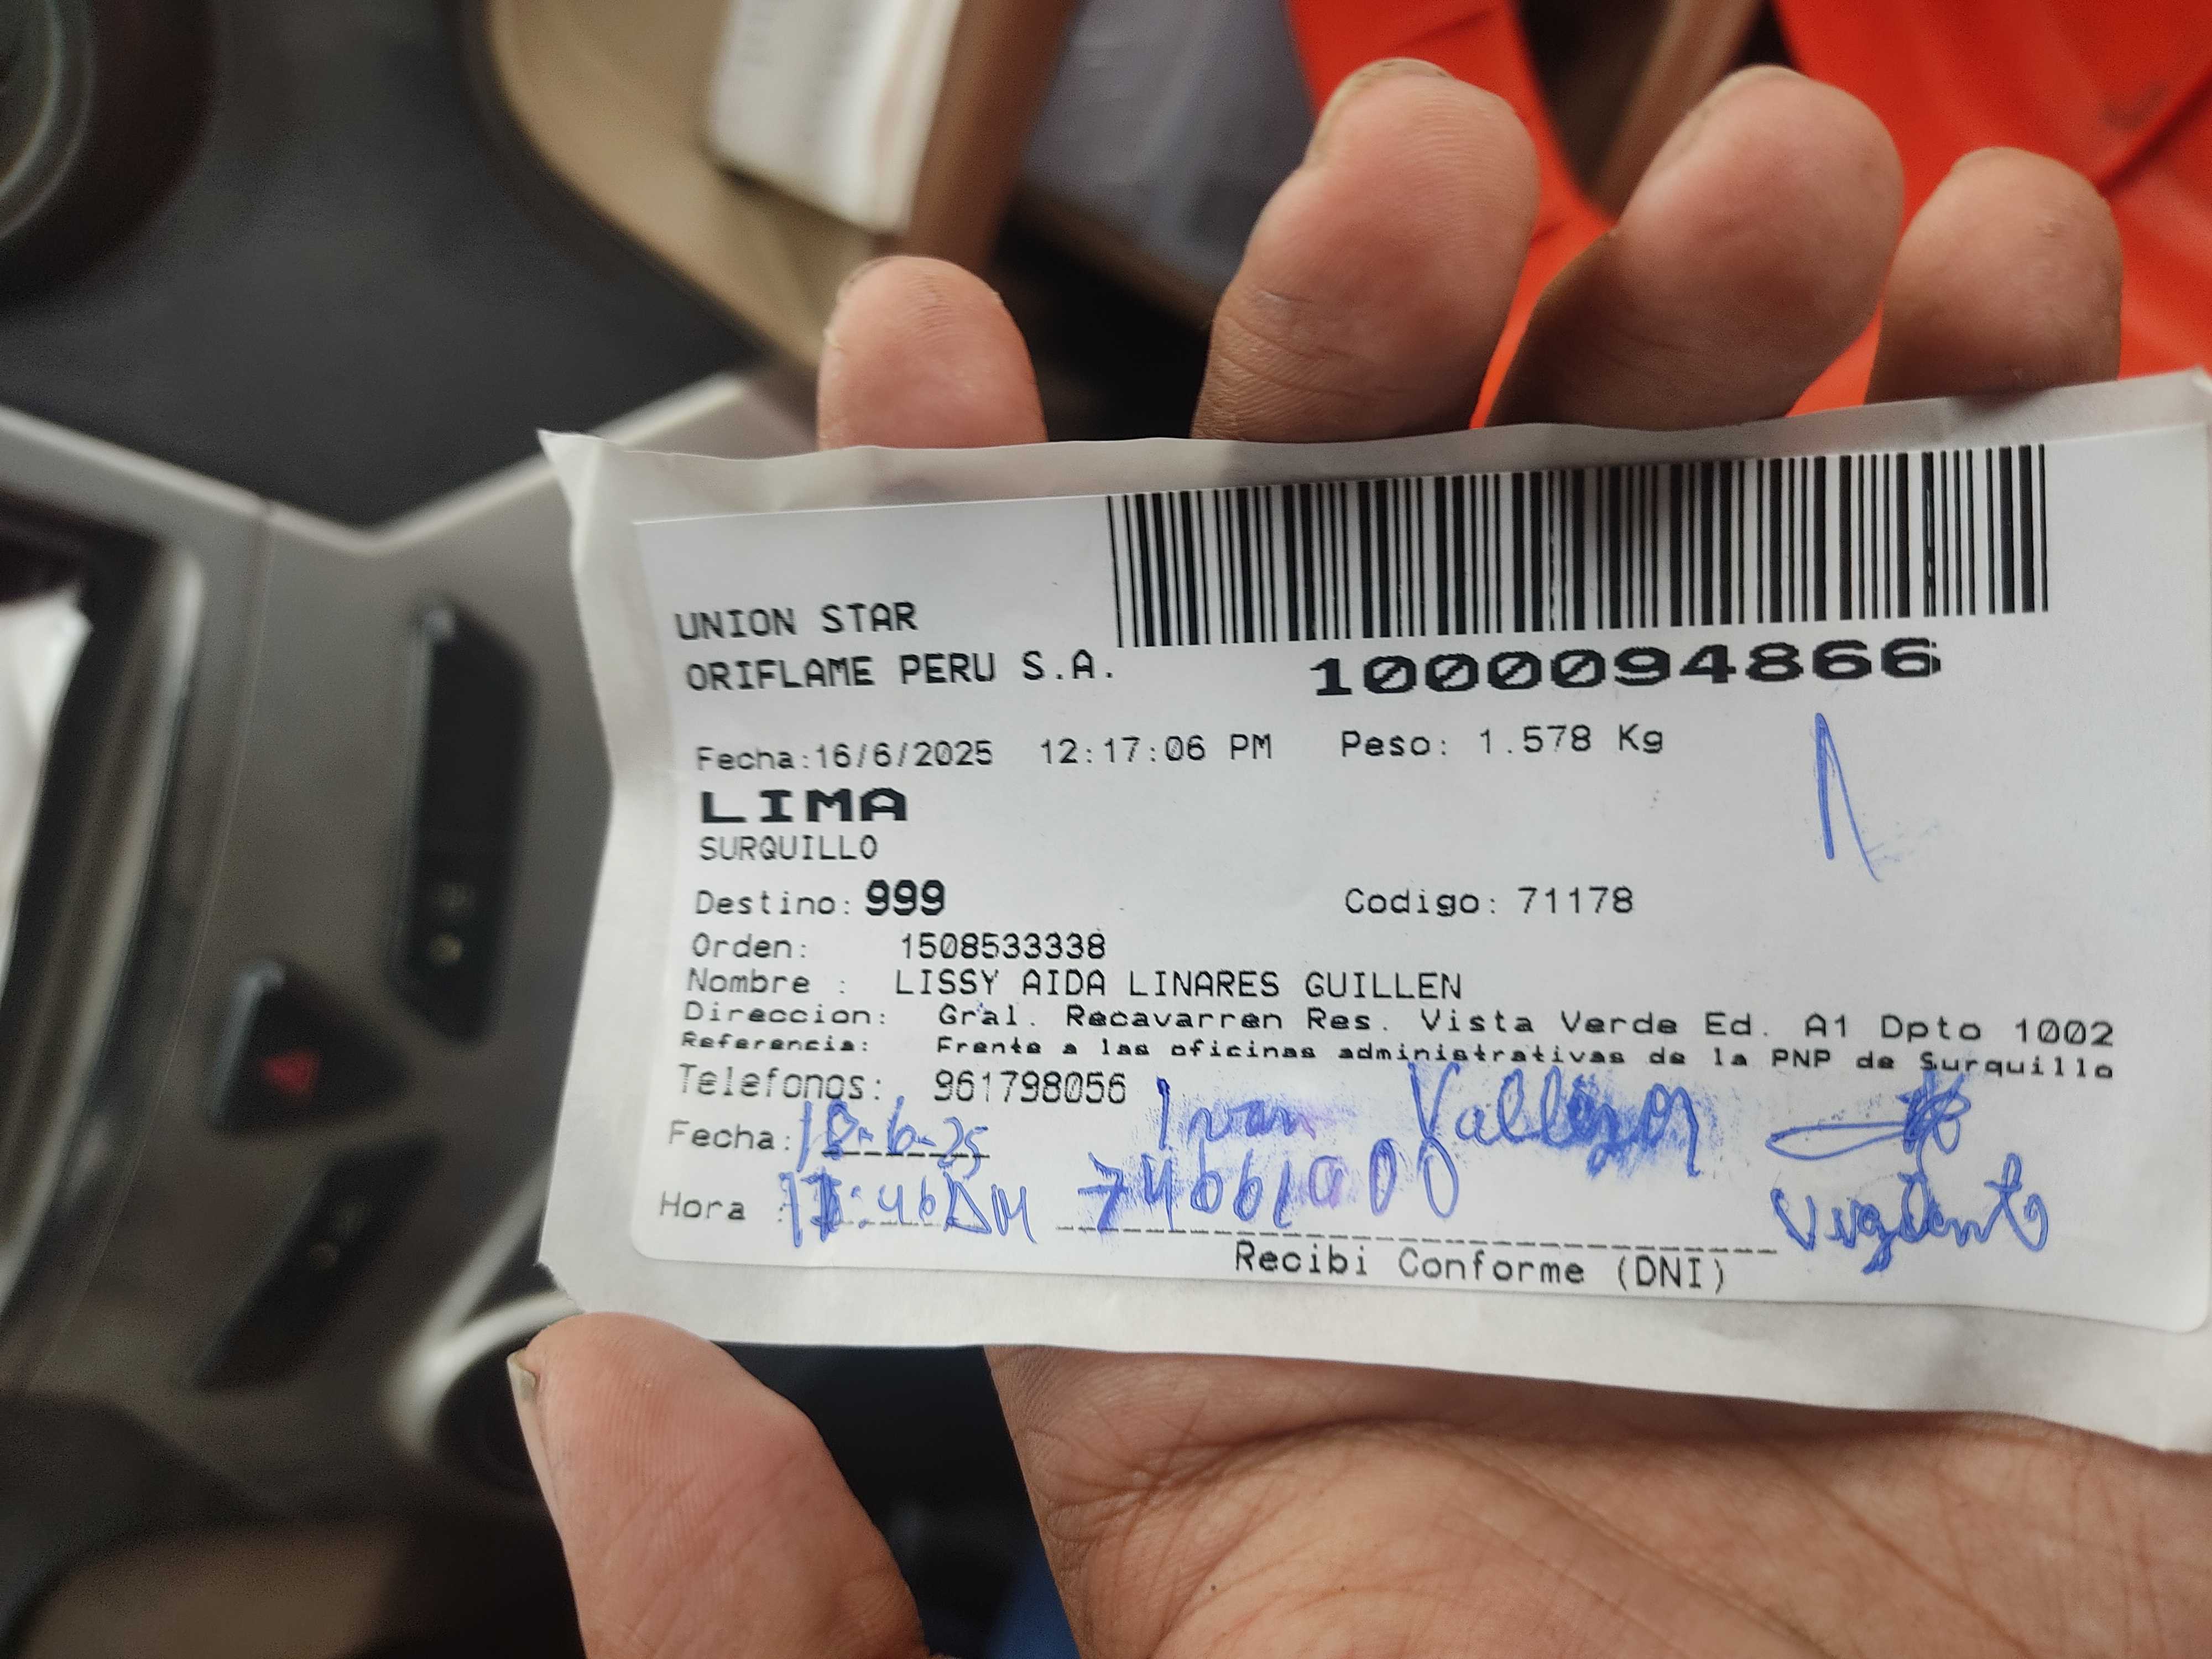 UNION STAR
ORIFLAME PERU S.A. 1000094866
Fecha:16/6/2025 12:17:06 PM Peso: 1.578 Kg
LIMA
SURQUILLO
Destino: 999 Codigo: 71178
Orden: 1508533338
Nombre : LISSY AIDA LINARES GUILLEN
Direccion: Gral. Recavarren Res. Vista Verde Ed. A1 Dpto 1002
Referencia: Frente a las oficinas administrativas de la PNP de Surquillo
Telefonos: 961798056
Ivan
Fecha: 18-6-25
Hora :
Vigilante
Recibi Conforme (DNI)